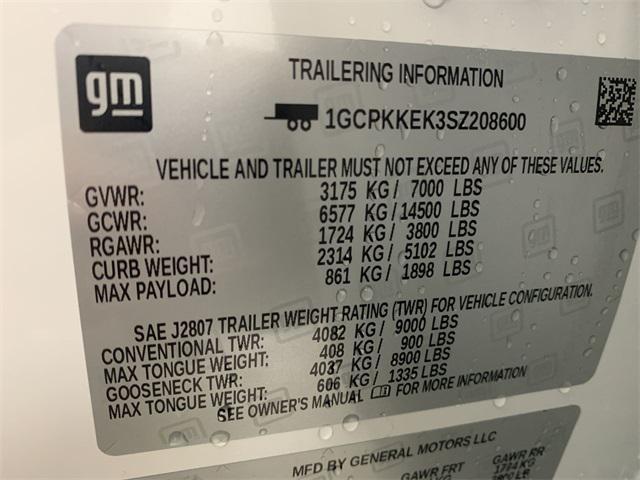 gm
TRAILERING INFORMATION
1GCPKKEK3SZ208600
VEHICLE AND TRAILER MUST NOT EXCEED ANY OF THESE VALUES.
GVWR: 3175 KG / 7000 LBS
GCWR: 6577 KG / 14500 LBS
RGAWR: 1724 KG / 3800 LBS
CURB WEIGHT: 2314 KG / 5102 LBS
MAX PAYLOAD: 861 KG / 1898 LBS
SAE J2807 TRAILER WEIGHT RATING (TWR) FOR VEHICLE CONFIGURATION.
CONVENTIONAL TWR: 4082 KG / 9000 LBS
MAX TONGUE WEIGHT: 408 KG / 900 LBS
GOOSENECK TWR: 4037 KG / 8900 LBS
MAX TONGUE WEIGHT: 606 KG / 1335 LBS
SEE OWNER'S MANUAL FOR MORE INFORMATION
MFD BY GENERAL MOTORS LLC
GAWR FRT GAWR RR
1724 KG